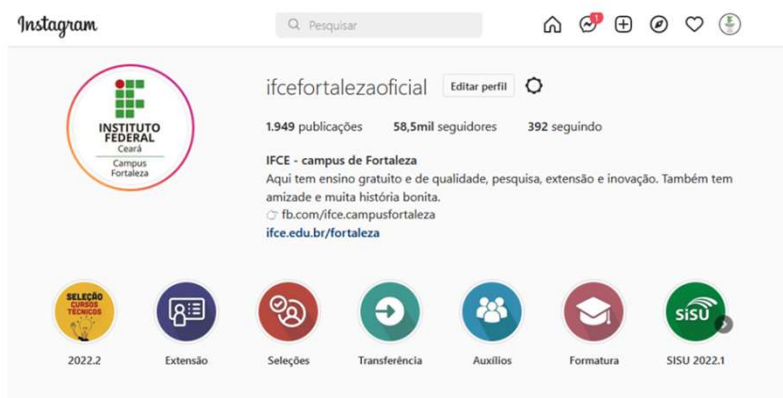 Instagram
Pesquisar
1
ifcefortalezaoficial Editar perfil
1.949 publicações 58,5mil seguidores 392 seguindo
INSTITUTO
FEDERAL
Ceará
Campus
Fortaleza
IFCE - campus de Fortaleza
Aqui tem ensino gratuito e de qualidade, pesquisa, extensão e inovação. Também tem
amizade e muita história bonita.
👉 fb.com/ifce.campusfortaleza
ifce.edu.br/fortaleza
SELEÇÃO
CURSOS
TÉCNICOS
SiSU
2022.2 Extensão Seleções Transferência Auxílios Formatura SISU 2022.1